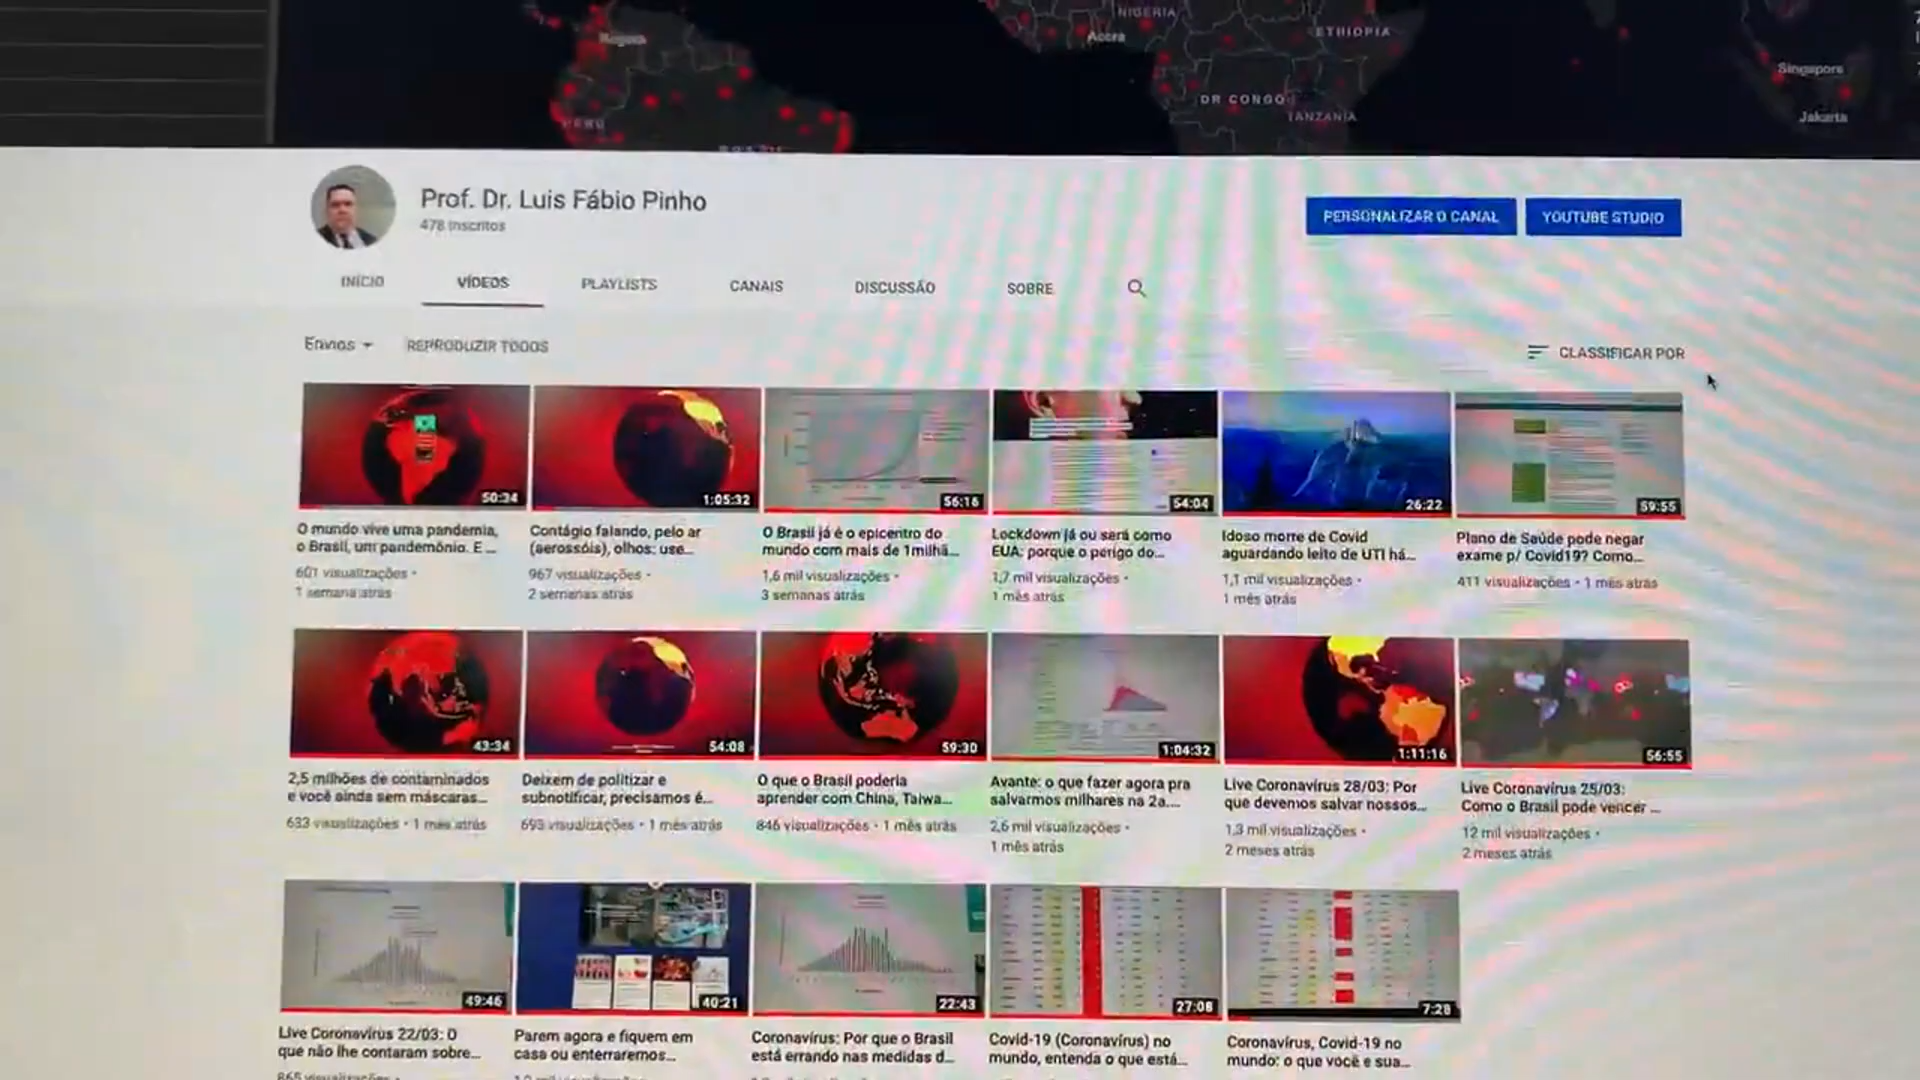 NIGERIA
Accra
ETHIOPIA
Bogota
Singapore
DR CONGO
TANZANIA
Jakarta
PERU
BRAZIL
Prof. Dr. Luis Fábio Pinho
478 inscritos
PERSONALIZAR O CANAL
YOUTUBE STUDIO
INÍCIO
VÍDEOS
PLAYLISTS
CANAIS
DISCUSSÃO
SOBRE
Envios
REPRODUZIR TODOS
CLASSIFICAR POR
50:34
1:05:32
56:16
54:04
26:22
59:55
O mundo vive uma pandemia,
o Brasil, um pandemônio. E ...
601 visualizações •
1 semana atrás
Contágio falando, pelo ar
(aerossóis), olhos: use...
967 visualizações •
2 semanas atrás
O Brasil já é o epicentro do
mundo com mais de 1milhã...
1,6 mil visualizações •
3 semanas atrás
Lockdown já ou será como
EUA: porque o perigo do...
1,7 mil visualizações •
1 mês atrás
Idoso morre de Covid
aguardando leito de UTI há...
1,1 mil visualizações •
1 mês atrás
Plano de Saúde pode negar
exame p/ Covid19? Como...
411 visualizações • 1 mês atrás
43:34
54:08
59:30
1:04:32
1:11:16
56:55
2,5 milhões de contaminados
e você ainda sem máscaras...
633 visualizações • 1 mês atrás
Deixem de politizar e
subnotificar, precisamos é...
693 visualizações • 1 mês atrás
O que o Brasil poderia
aprender com China, Taiwa...
846 visualizações • 1 mês atrás
Avante: o que fazer agora pra
salvarmos milhares na 2a....
2,6 mil visualizações •
1 mês atrás
Live Coronavírus 28/03: Por
que devemos salvar nossos...
1,3 mil visualizações •
2 meses atrás
Live Coronavírus 25/03:
Como o Brasil pode vencer ...
12 mil visualizações •
2 meses atrás
49:46
40:21
22:43
27:08
7:28
Live Coronavírus 22/03: O
que não lhe contaram sobre...
865 visualizações •
Parem agora e fiquem em
casa ou enterraremos...
Coronavírus: Por que o Brasil
está errando nas medidas d...
Covid-19 (Coronavírus) no
mundo, entenda o que está...
Coronavírus, Covid-19 no
mundo: o que você e sua...